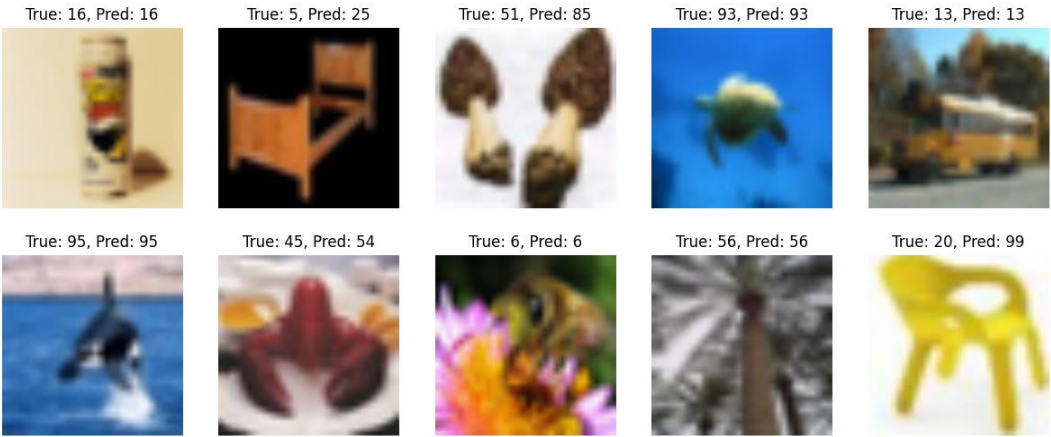 True: 16, Pred: 16
True: 5, Pred: 25
True: 51, Pred: 85
True: 93, Pred: 93
True: 13, Pred: 13
True: 95, Pred: 95
True: 45, Pred: 54
True: 6, Pred: 6
True: 56, Pred: 56
True: 20, Pred: 99